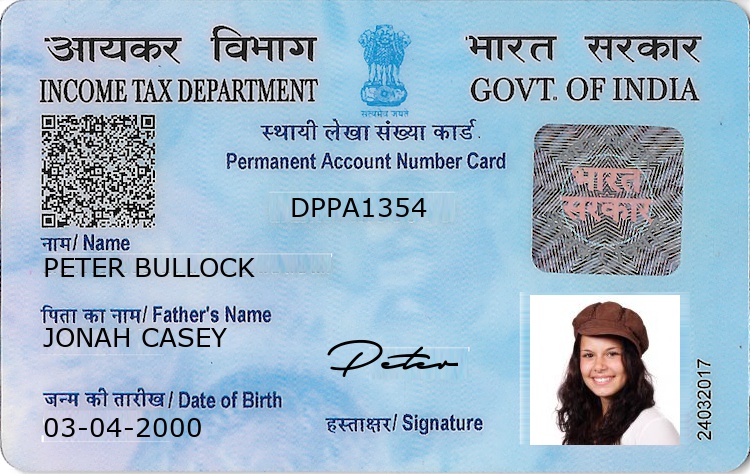 आयकर विभाग
भारत सरकार
INCOME TAX DEPARTMENT
GOVT. OF INDIA
सत्यमेव जयते
स्थायी लेखा संख्या कार्ड
Permanent Account Number Card
DPPA1354
भारत
सरकार
नाम/ Name
PETER BULLOCK
पिता का नाम/ Father's Name
JONAH CASEY
Peter
जन्म की तारीख/ Date of Birth
03-04-2000
हस्ताक्षर/ Signature
24032017